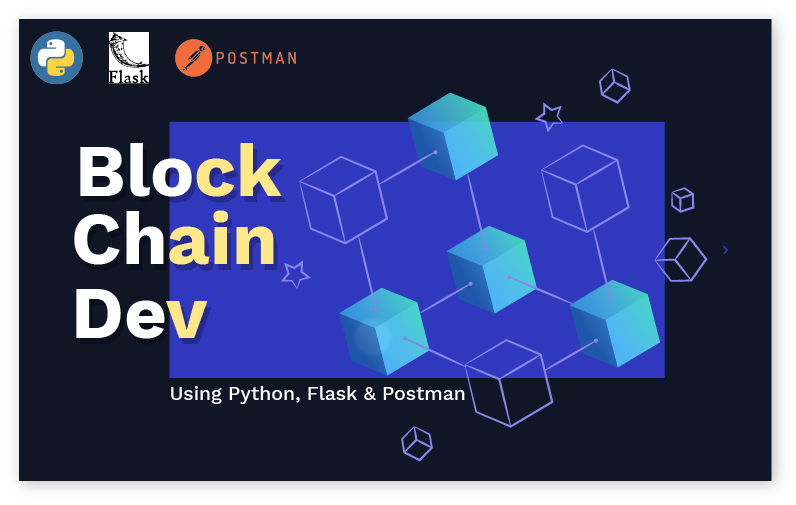 Flask
POSTMAN
Block
Chain
Dev
Using Python, Flask & Postman